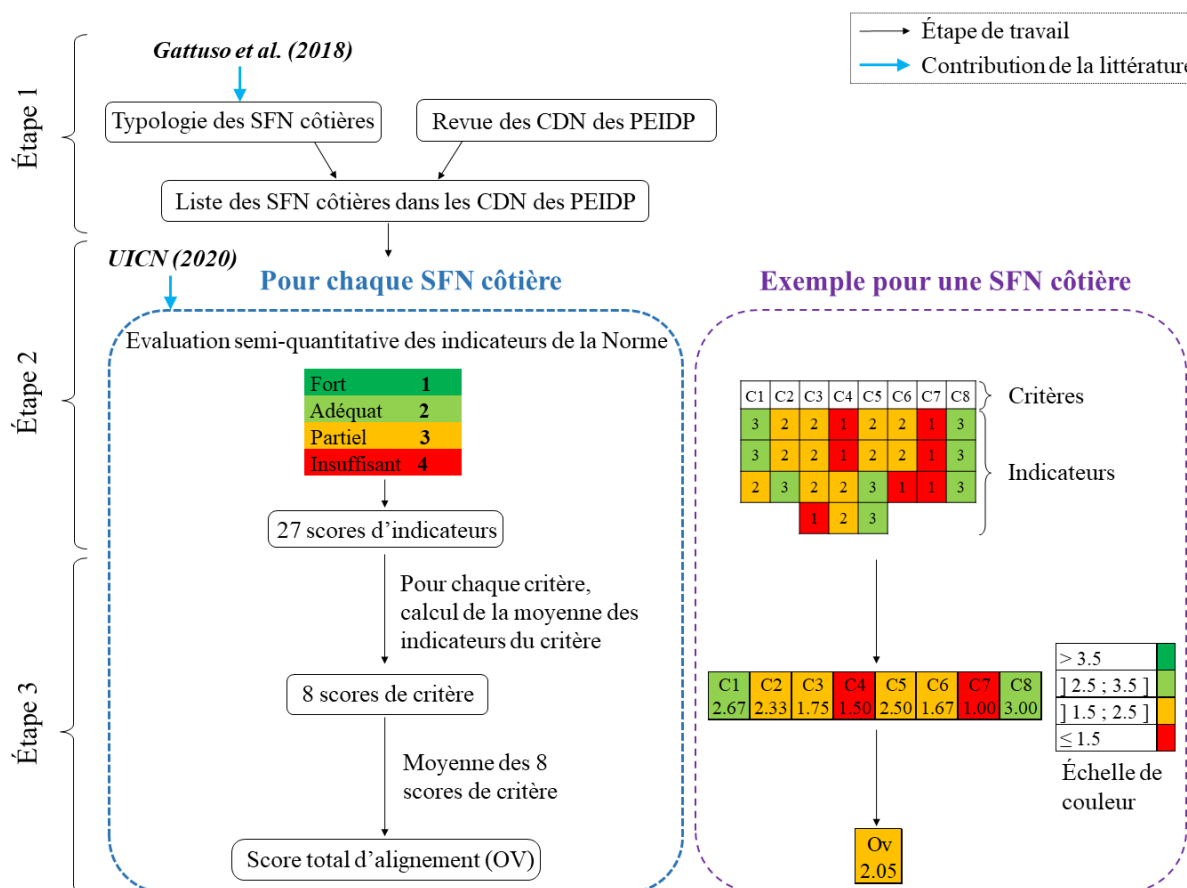 Étape de travail
Contribution de la littérature
Étape 1
Gattuso et al. (2018)
Typologie des SFN côtières
Revue des CDN des PEIDP
Liste des SFN côtières dans les CDN des PEIDP
Étape 2
UICN (2020)
Pour chaque SFN côtière
Evaluation semi-quantitative des indicateurs de la Norme
Fort 1
Adéquat 2
Partiel 3
Insuffisant 4
27 scores d’indicateurs
Étape 3
Pour chaque critère,
calcul de la moyenne des
indicateurs du critère
8 scores de critère
Moyenne des 8
scores de critère
Score total d’alignement (OV)
Exemple pour une SFN côtière
C1 C2 C3 C4 C5 C6 C7 C8
3 2 2 1 2 2 1 3
3 2 2 1 2 2 1 3
2 3 2 2 3 1 1 3
1 2 3
Critères
Indicateurs
C1 C2 C3 C4 C5 C6 C7 C8
2.67 2.33 1.75 1.50 2.50 1.67 1.00 3.00
> 3.5
] 2.5 ; 3.5 ]
] 1.5 ; 2.5 ]
≤ 1.5
Échelle de
couleur
Ov
2.05